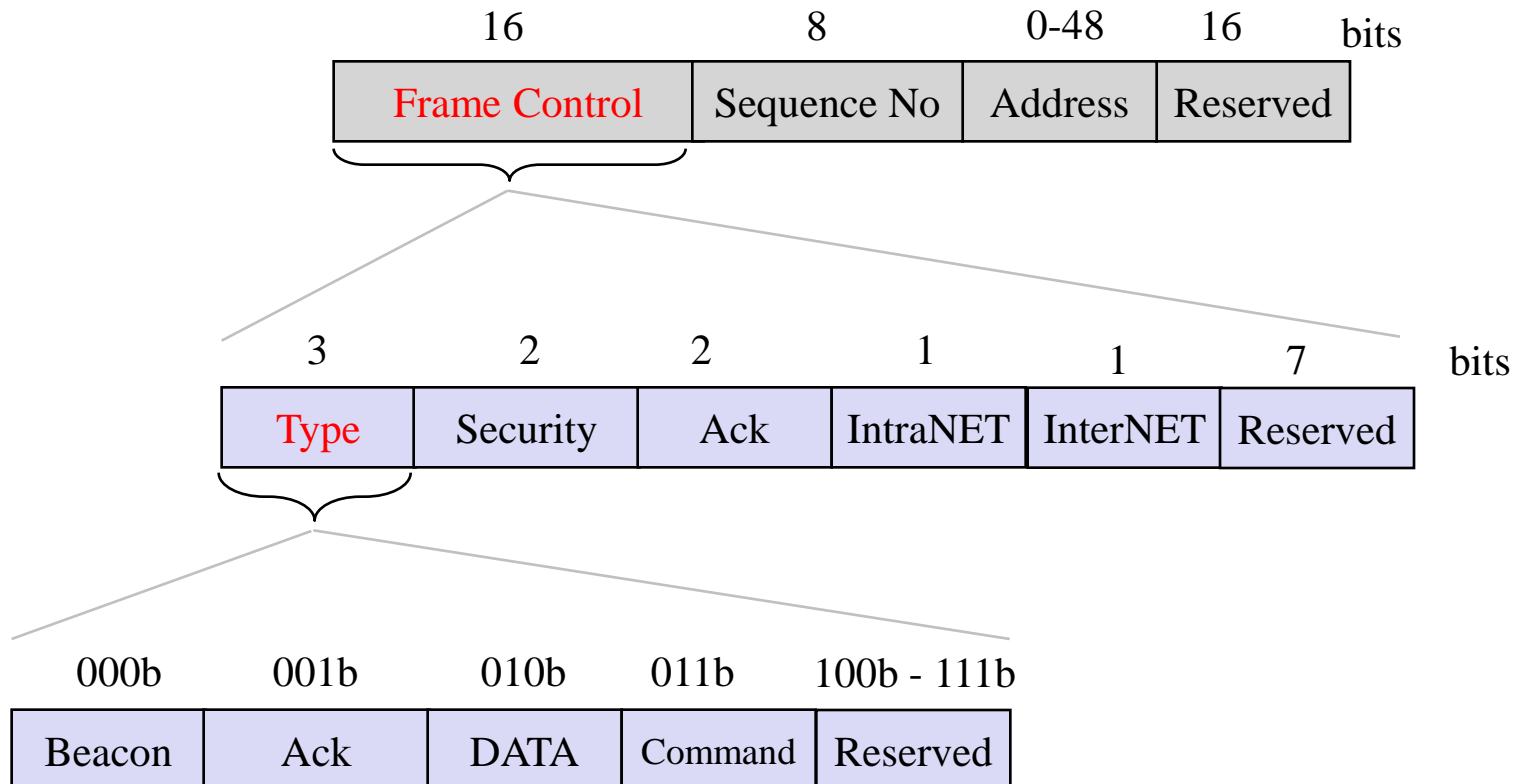 16 8 0-48 16 bits
Frame Control Sequence No Address Reserved
3 2 2 1 1 7 bits
Type Security Ack IntraNET InterNET Reserved
000b 001b 010b 011b 100b - 111b
Beacon Ack DATA Command Reserved